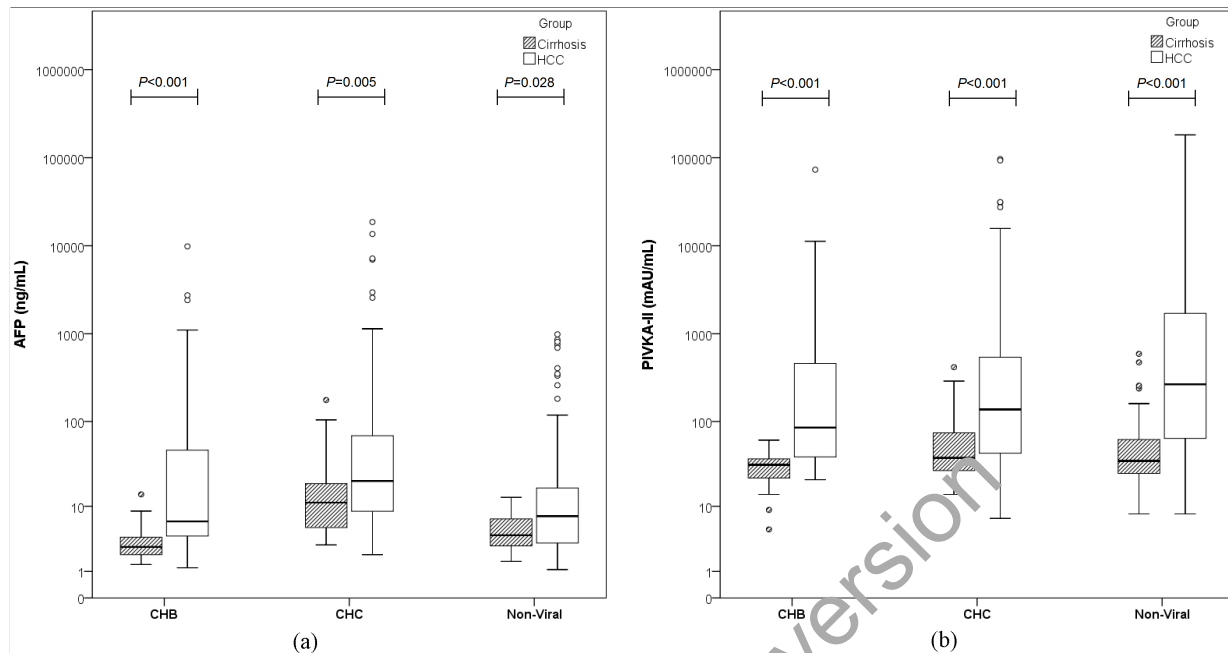 Group
Cirrhosis
HCC
1000000
100000
10000
1000
100
10
1
0
AFP (ng/mL)
P<0.001
P=0.005
P=0.028
CHB
CHC
Non-Viral
(a)
Group
Cirrhosis
HCC
1000000
100000
10000
1000
100
10
1
0
PIVKA-II (mAU/mL)
P<0.001
P<0.001
P<0.001
CHB
CHC
Non-Viral
(b)
version